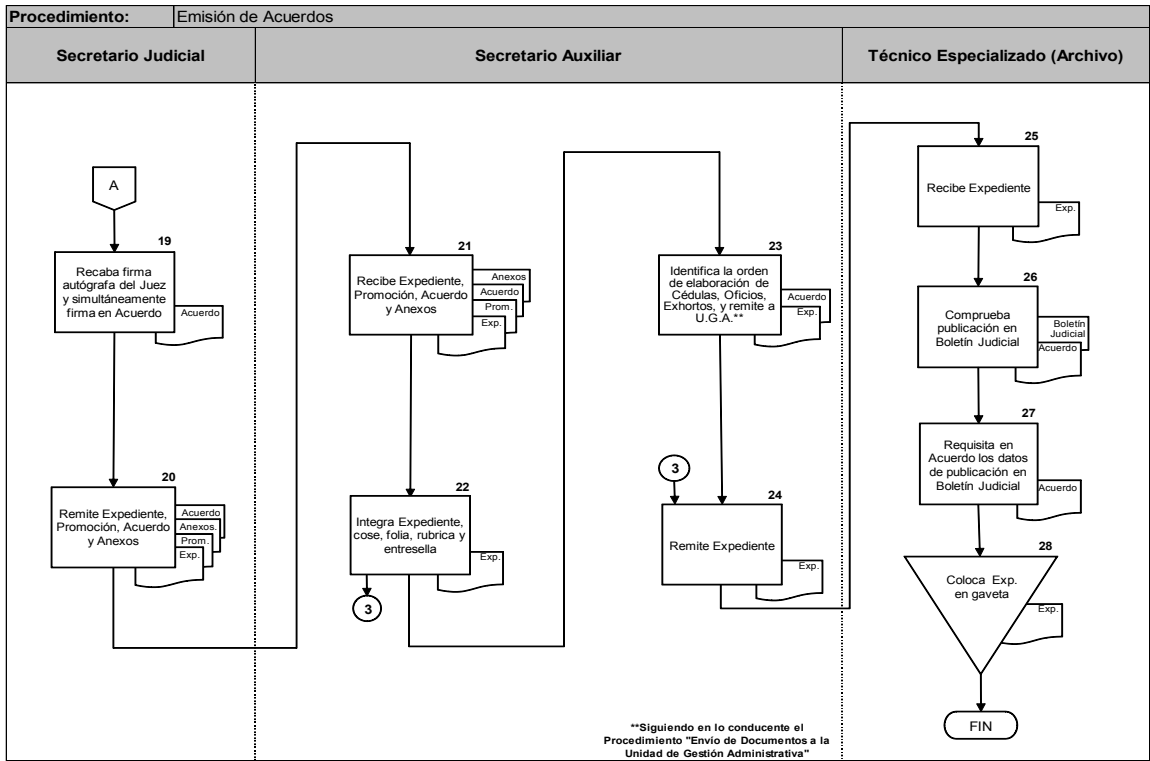 Procedimiento: Emisión de Acuerdos
Secretario Judicial
Secretario Auxiliar
Técnico Especializado (Archivo)
A
19
Recaba firma
autógrafa del Juez
y simultáneamente
firma en Acuerdo
Acuerdo
20
Remite Expediente,
Promoción, Acuerdo
y Anexos
Acuerdo
Anexos.
Prom.
Exp.
21
Recibe Expediente,
Promoción, Acuerdo
y Anexos
Anexos
Acuerdo
Prom.
Exp.
22
Integra Expediente,
cose, folia, rubrica y
entresella
Exp.
3
23
Identifica la orden
de elaboración de
Cédulas, Oficios,
Exhortos, y remite a
U.G.A.**
Acuerdo
Exp.
3
24
Remite Expediente
Exp.
**Siguiendo en lo conducente el
Procedimiento "Envío de Documentos a la
Unidad de Gestión Administrativa"
25
Recibe Expediente
Exp.
26
Comprueba
publicación en
Boletín Judicial
Boletín
Judicial
Acuerdo
27
Requisita en
Acuerdo los datos
de publicación en
Boletín Judicial
Acuerdo
28
Coloca Exp.
en gaveta
Exp.
FIN